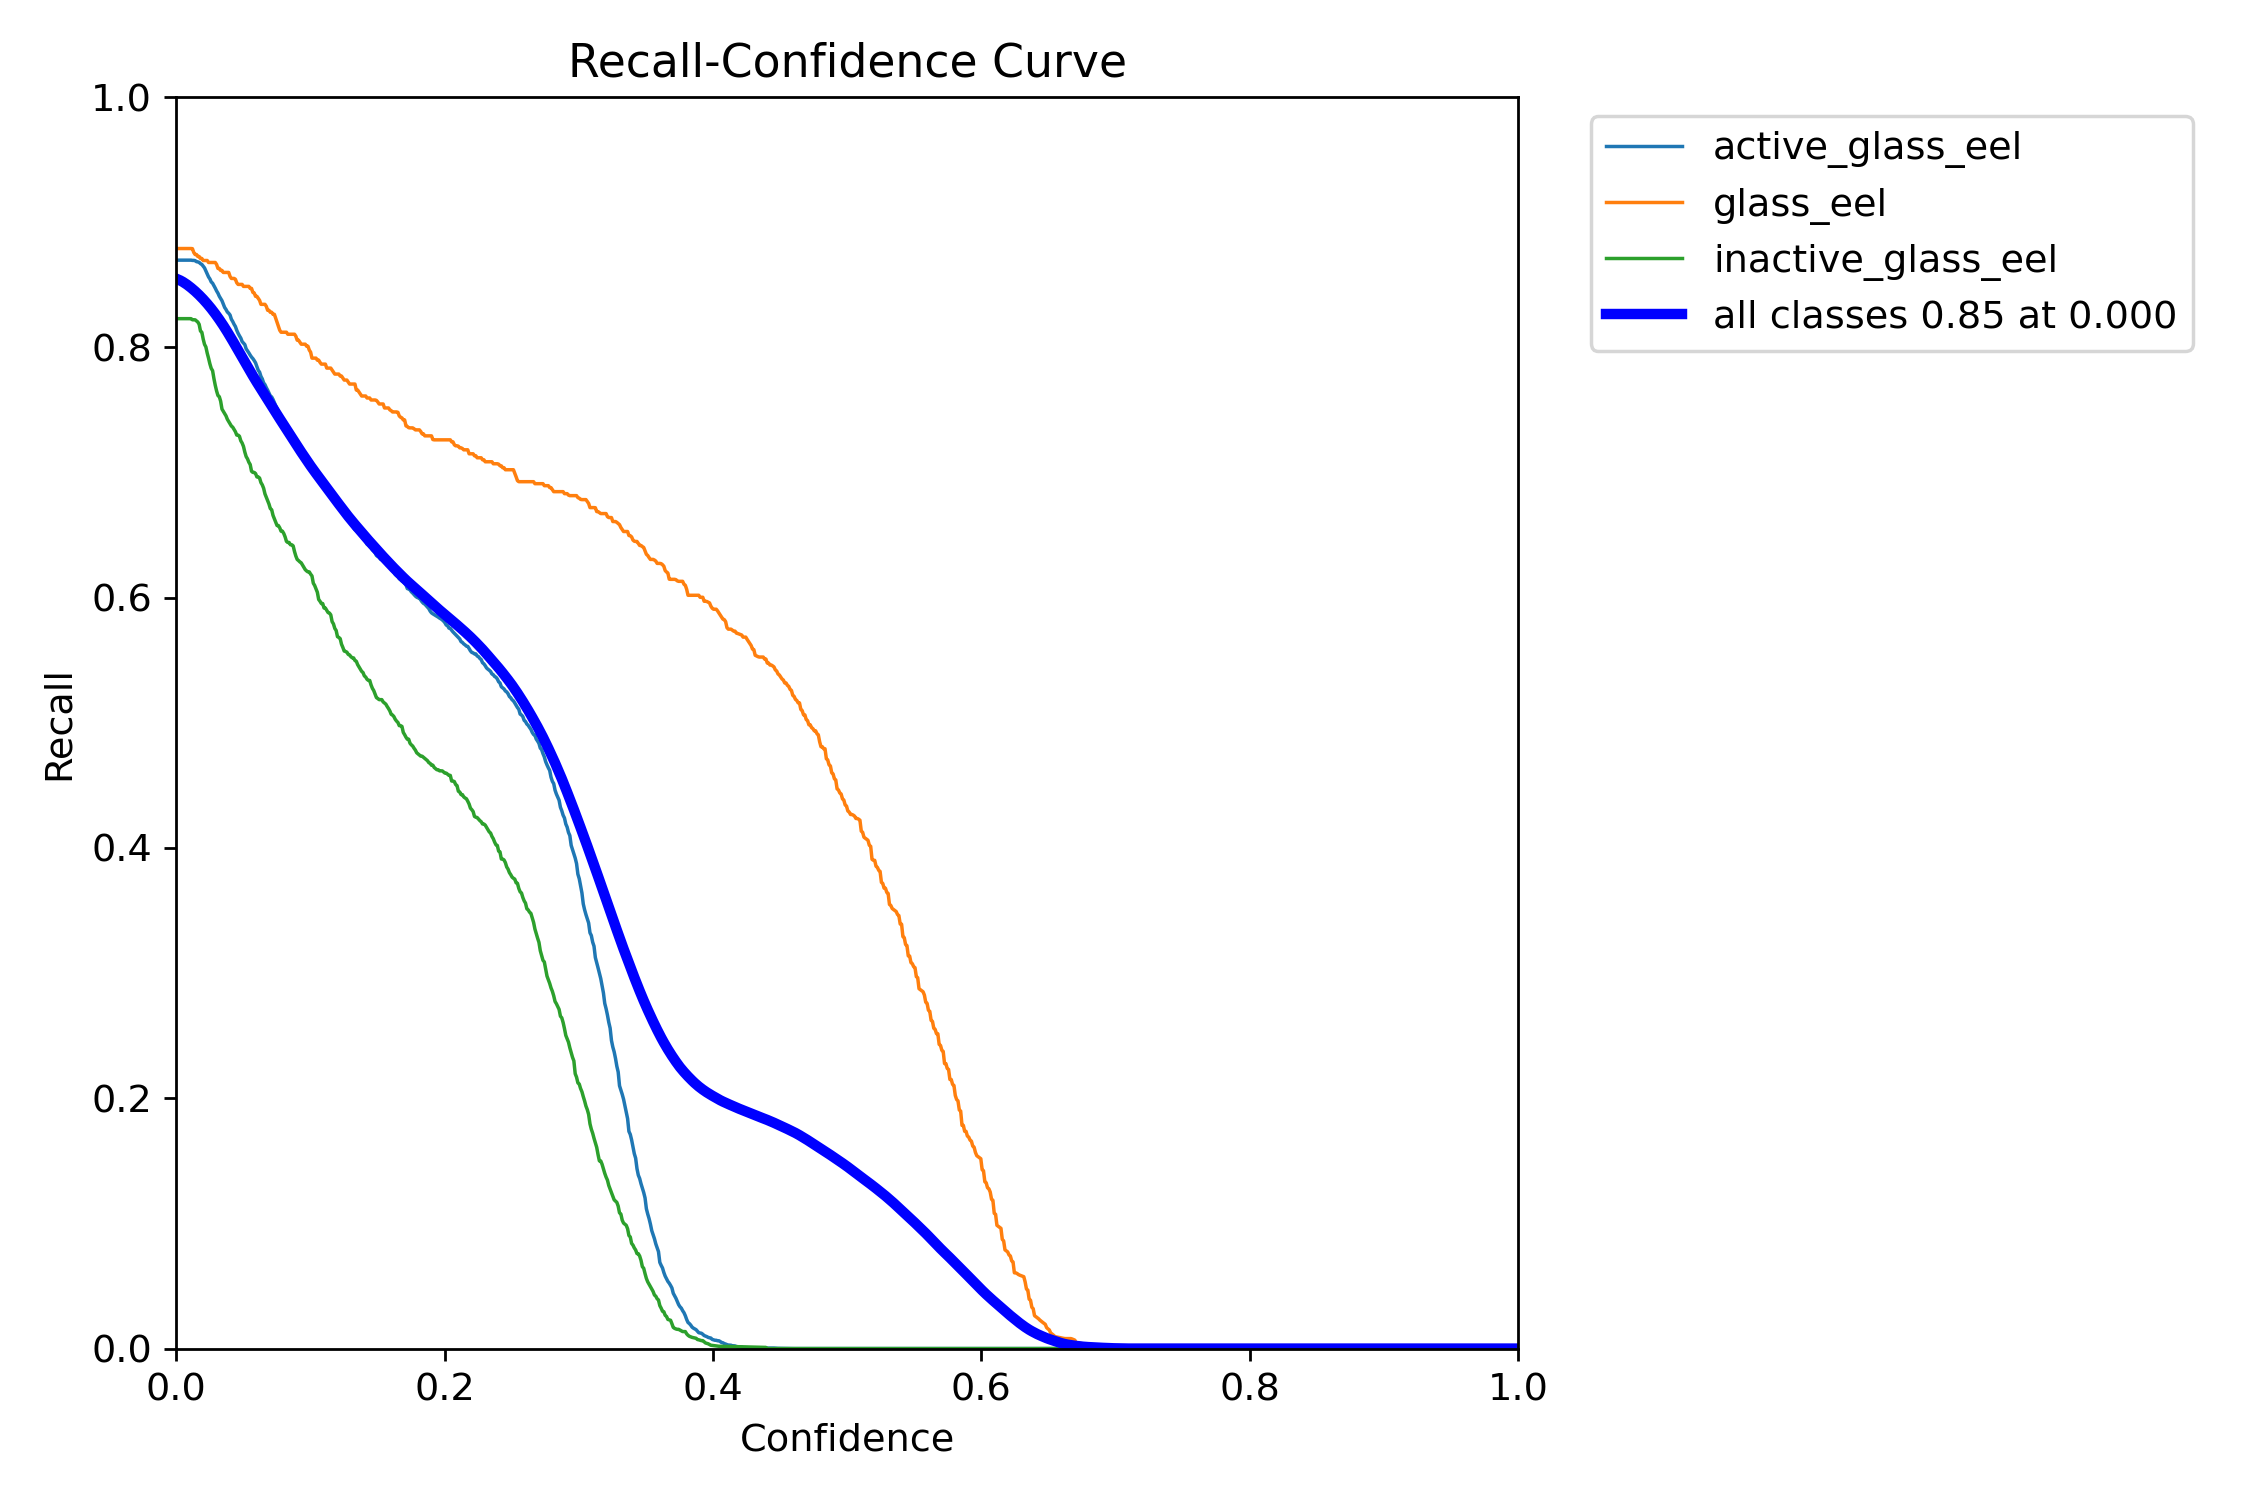 Recall-Confidence Curve
1.0
0.8
0.6
0.4
0.2
0.0
Recall
0.0 0.2 0.4 0.6 0.8 1.0
Confidence
active_glass_eel
glass_eel
inactive_glass_eel
all classes 0.85 at 0.000